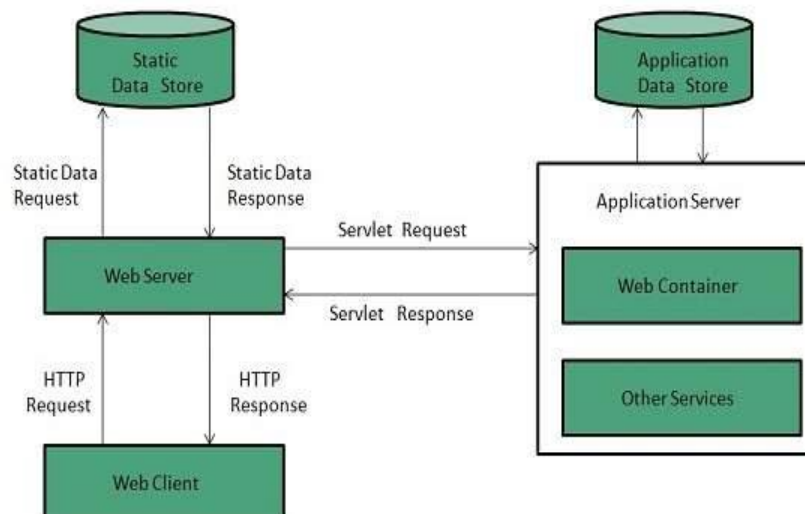 Static
Data Store
Application
Data Store
Static Data
Request
Static Data
Response
Servlet Request
Application Server
Web Server
Web Container
Servlet Response
HTTP
Request
HTTP
Response
Other Services
Web Client